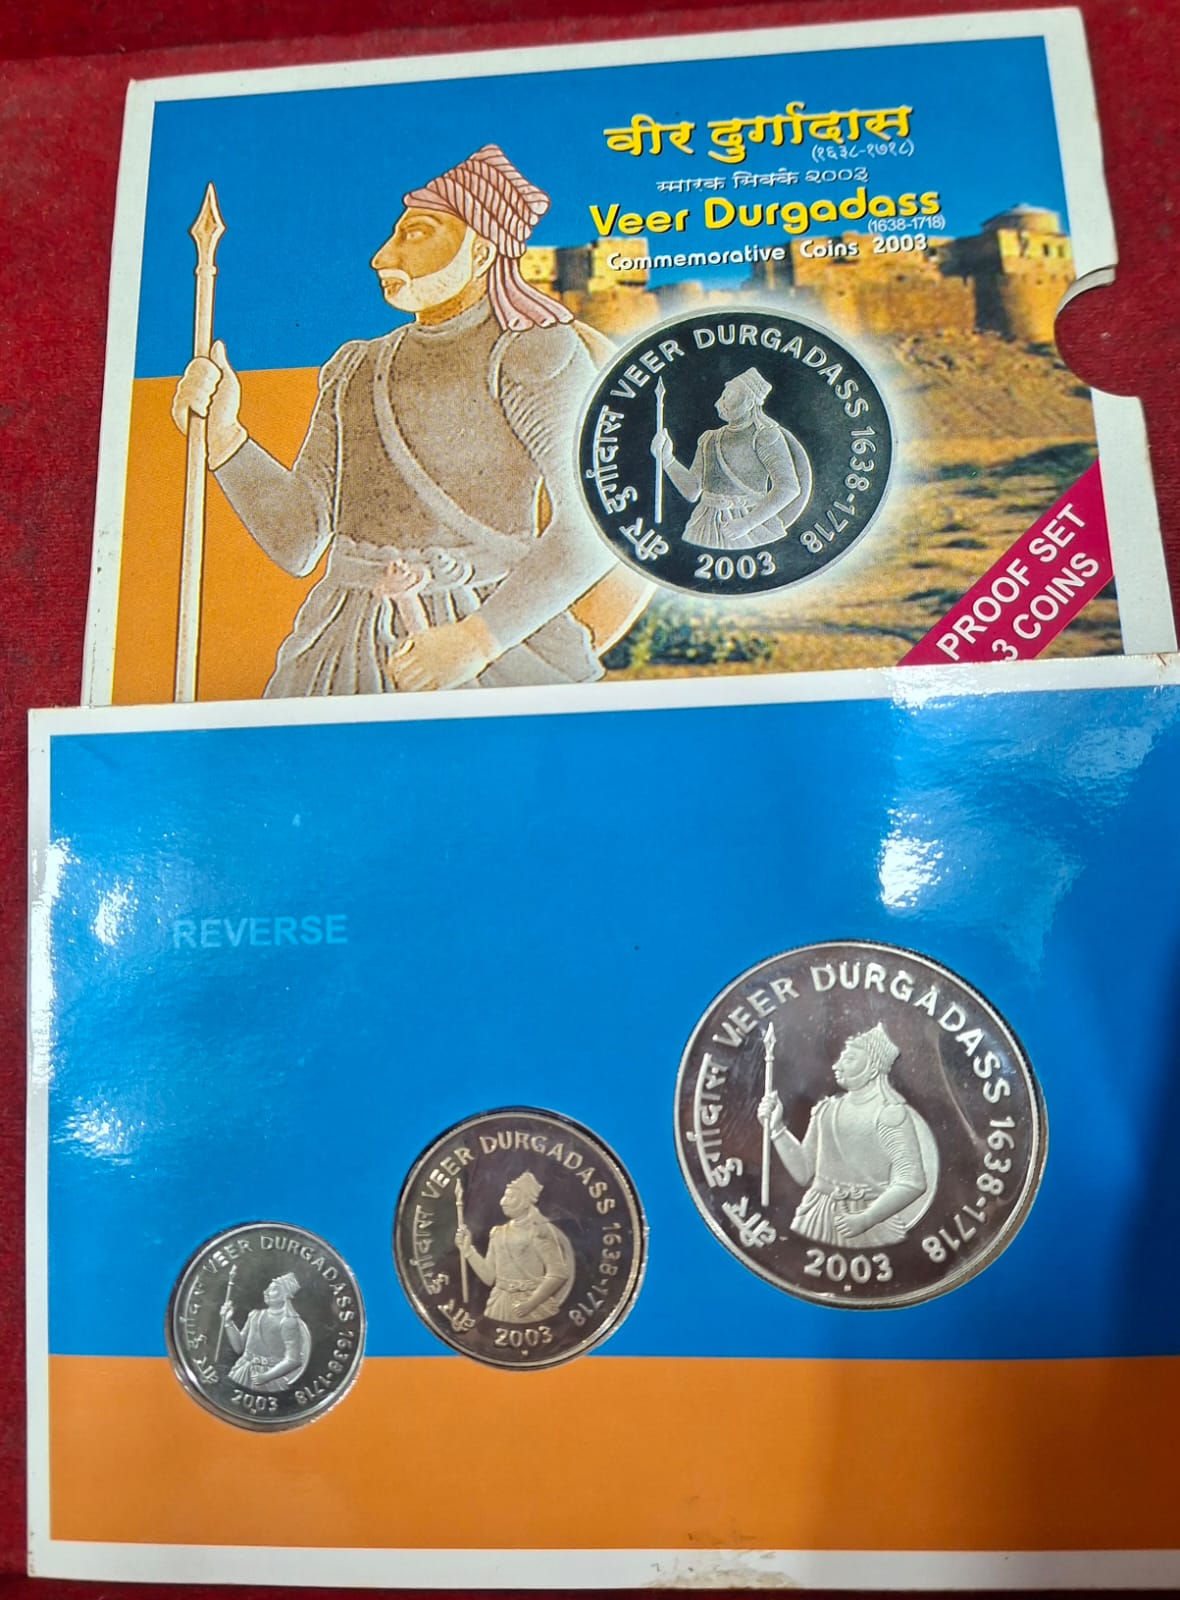 वीर दुर्गादास
(१६३८-१७१८)
स्मारक सिक्के २००३
Veer Durgadass
(1638-1718)
Commemorative Coins 2003
वीर दुर्गादास VEER DURGADASS 1638-1718
2003
PROOF SET
3 COINS
REVERSE
वीर दुर्गादास VEER DURGADASS 1638-1718
2003
वीर दुर्गादास VEER DURGADASS 1638-1718
2003
वीर दुर्गादास VEER DURGADASS 1638-1718
2003